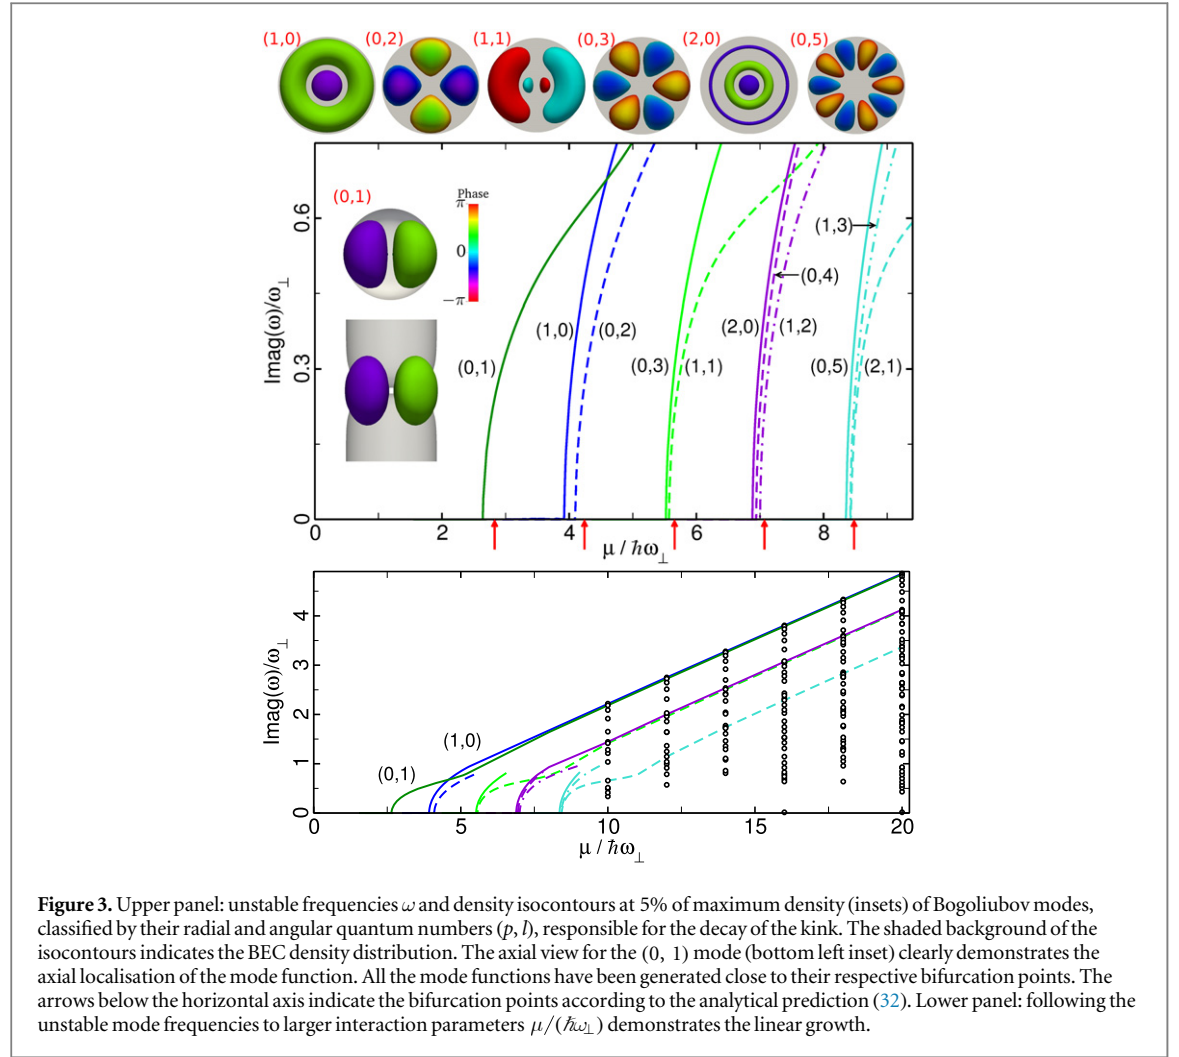 (1,0) (0,2) (1,1) (0,3) (2,0) (0,5)
(0,1)
Phase
π
0
−π
Imag(ω)/ω⊥
0.6
0.3
0
(1,3)
(0,4)
(1,0) (0,2) (2,0) (1,2)
(0,1) (0,3) (1,1) (0,5) (2,1)
0 2 4 6 8
μ / ħω⊥
Imag(ω)/ω⊥
4
3
2
1
0
(1,0)
(0,1)
0 5 10 15 20
μ / ħω⊥
Figure 3. Upper panel: unstable frequencies ω and density isocontours at 5% of maximum density (insets) of Bogoliubov modes,
classified by their radial and angular quantum numbers (p, l), responsible for the decay of the kink. The shaded background of the
isocontours indicates the BEC density distribution. The axial view for the (0, 1) mode (bottom left inset) clearly demonstrates the
axial localisation of the mode function. All the mode functions have been generated close to their respective bifurcation points. The
arrows below the horizontal axis indicate the bifurcation points according to the analytical prediction (32). Lower panel: following the
unstable mode frequencies to larger interaction parameters μ/(ħω⊥) demonstrates the linear growth.